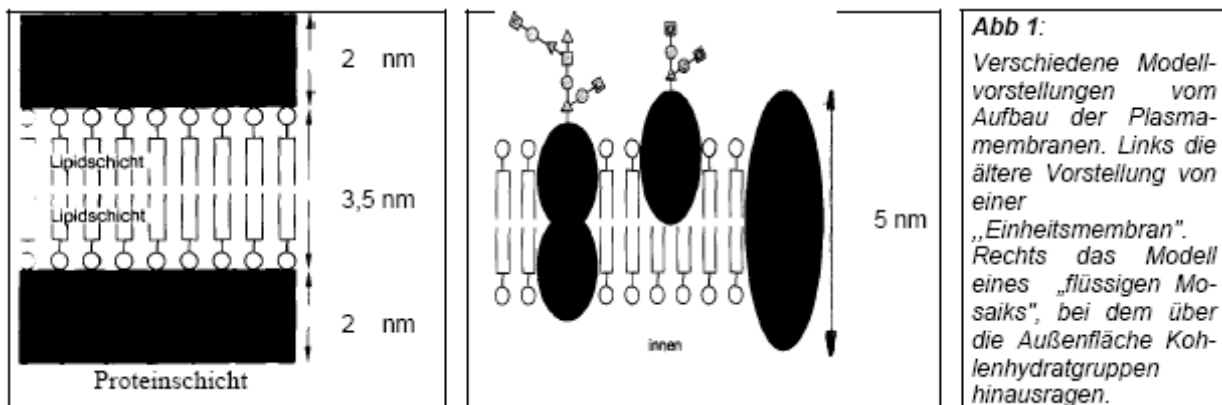 2 nm
Lipidschicht
3,5 nm
Lipidschicht
2 nm
Proteinschicht
5 nm
innen
Abb 1:
Verschiedene Modell-
vorstellungen vom
Aufbau der Plasma-
membranen. Links die
ältere Vorstellung von
einer
,,Einheitsmembran".
Rechts das Modell
eines „flüssigen Mo-
saiks", bei dem über
die Außenfläche Koh-
lenhydratgruppen
hinausragen.